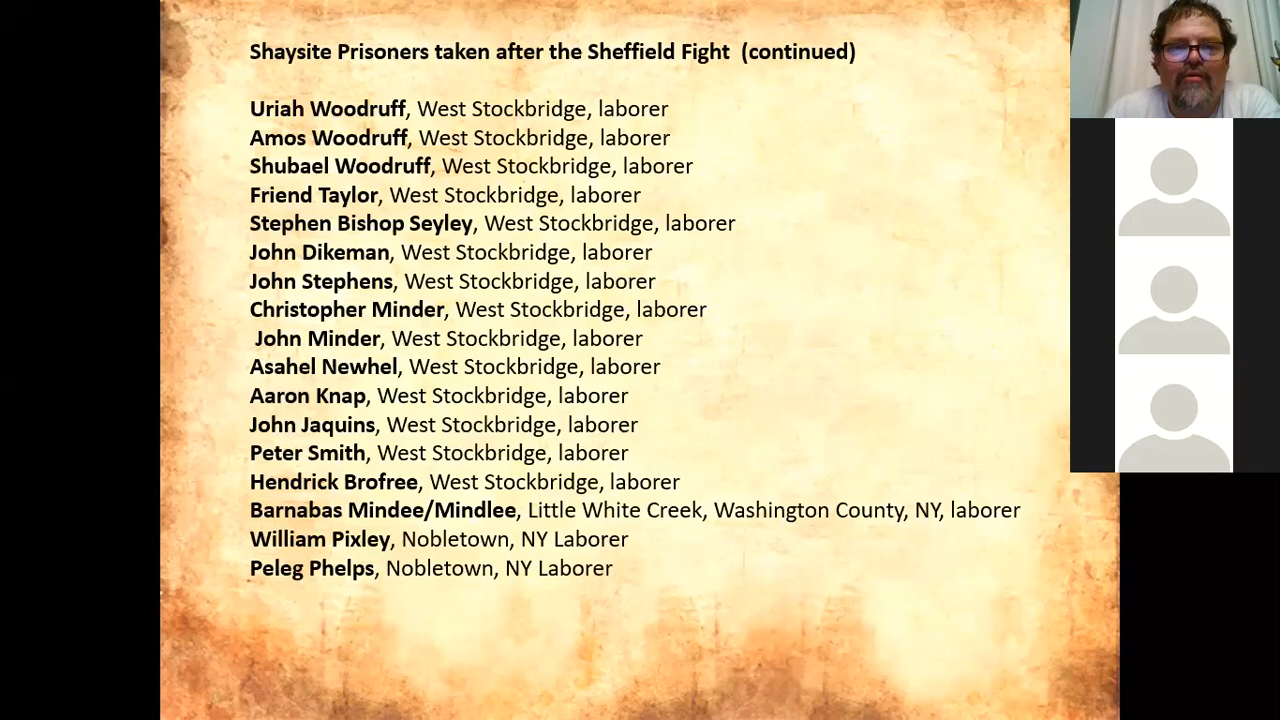 Shaysite Prisoners taken after the Sheffield Fight (continued)
Uriah Woodruff, West Stockbridge, laborer
Amos Woodruff, West Stockbridge, laborer
Shubael Woodruff, West Stockbridge, laborer
Friend Taylor, West Stockbridge, laborer
Stephen Bishop Seyley, West Stockbridge, laborer
John Dikeman, West Stockbridge, laborer
John Stephens, West Stockbridge, laborer
Christopher Minder, West Stockbridge, laborer
John Minder, West Stockbridge, laborer
Asahel Newhel, West Stockbridge, laborer
Aaron Knap, West Stockbridge, laborer
John Jaquins, West Stockbridge, laborer
Peter Smith, West Stockbridge, laborer
Hendrick Brofree, West Stockbridge, laborer
Barnabas Mindee/Mindlee, Little White Creek, Washington County, NY, laborer
William Pixley, Nobletown, NY Laborer
Peleg Phelps, Nobletown, NY Laborer